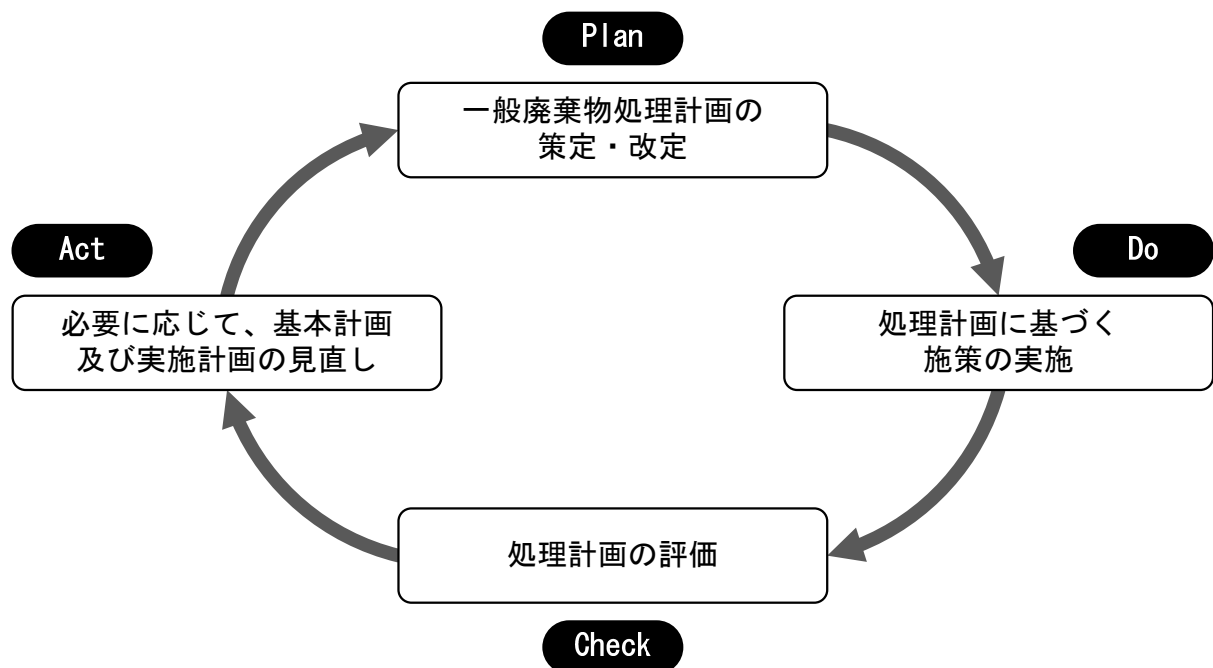 Plan
一般廃棄物処理計画の
策定・改定
Act
Do
必要に応じて、基本計画
及び実施計画の見直し
処理計画に基づく
施策の実施
処理計画の評価
Check